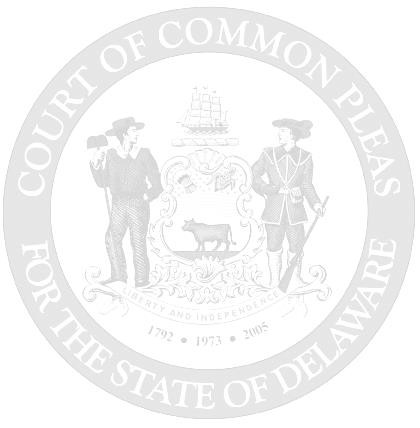 COURT OF COMMON PLEAS
LIBERTY AND INDEPENDENCE
1792 • 1973 • 2005
FOR THE STATE OF DELAWARE